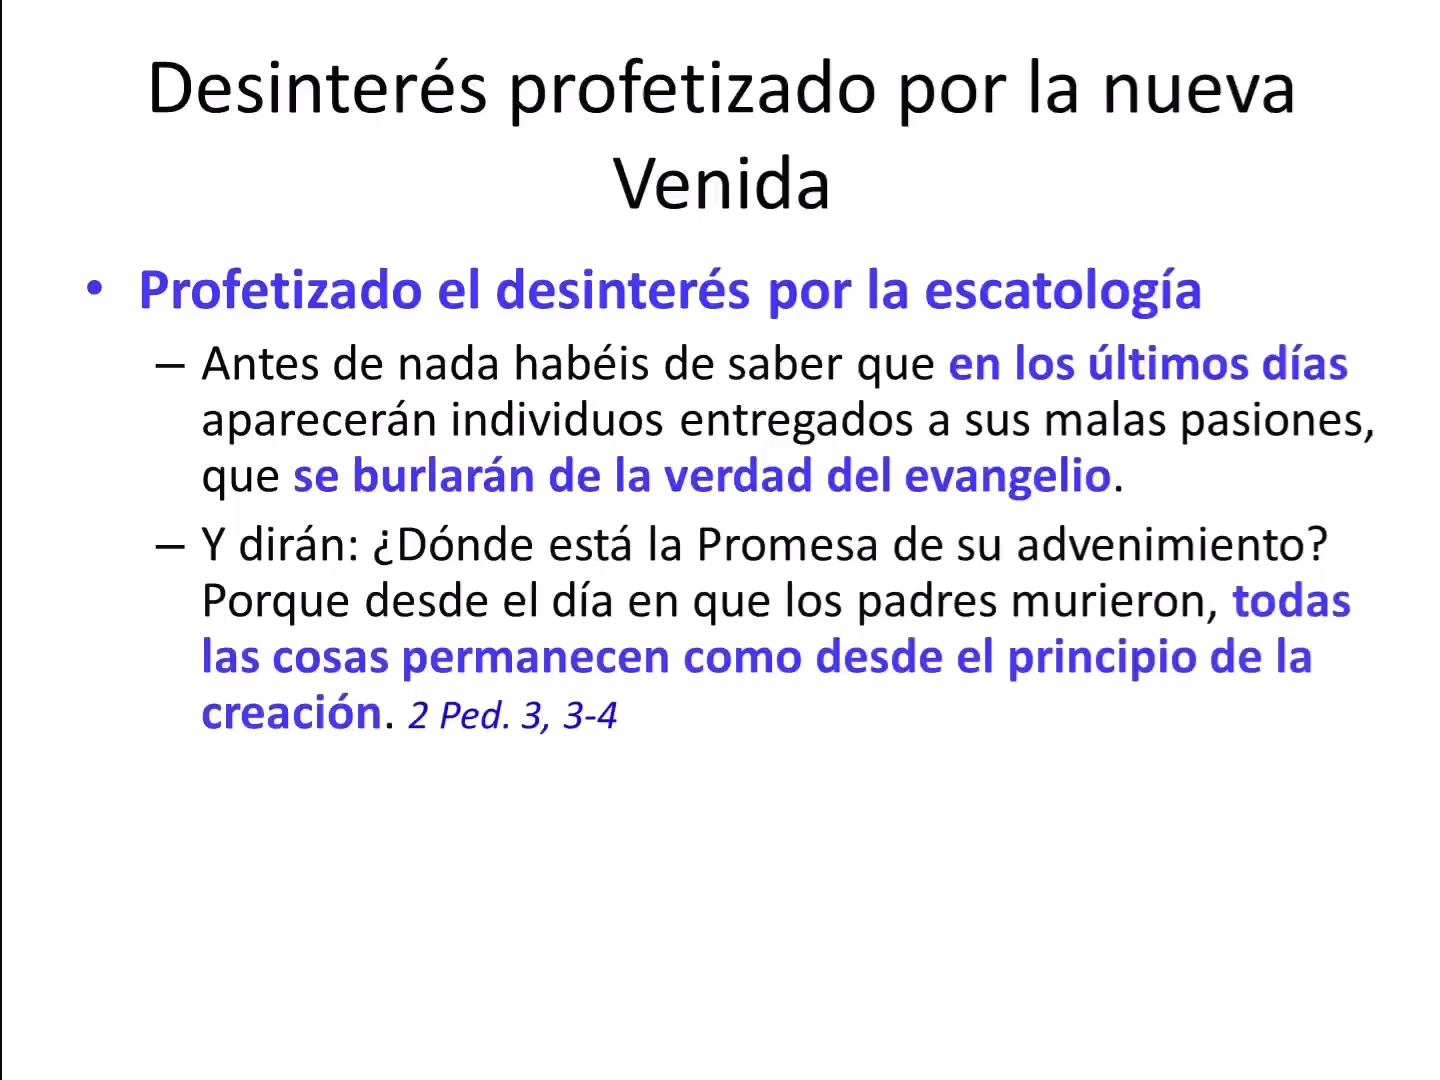 Desinterés profetizado por la nueva
Venida
• Profetizado el desinterés por la escatología
– Antes de nada habéis de saber que en los últimos días
aparecerán individuos entregados a sus malas pasiones,
que se burlarán de la verdad del evangelio.
– Y dirán: ¿Dónde está la Promesa de su advenimiento?
Porque desde el día en que los padres murieron, todas
las cosas permanecen como desde el principio de la
creación. 2 Ped. 3, 3-4